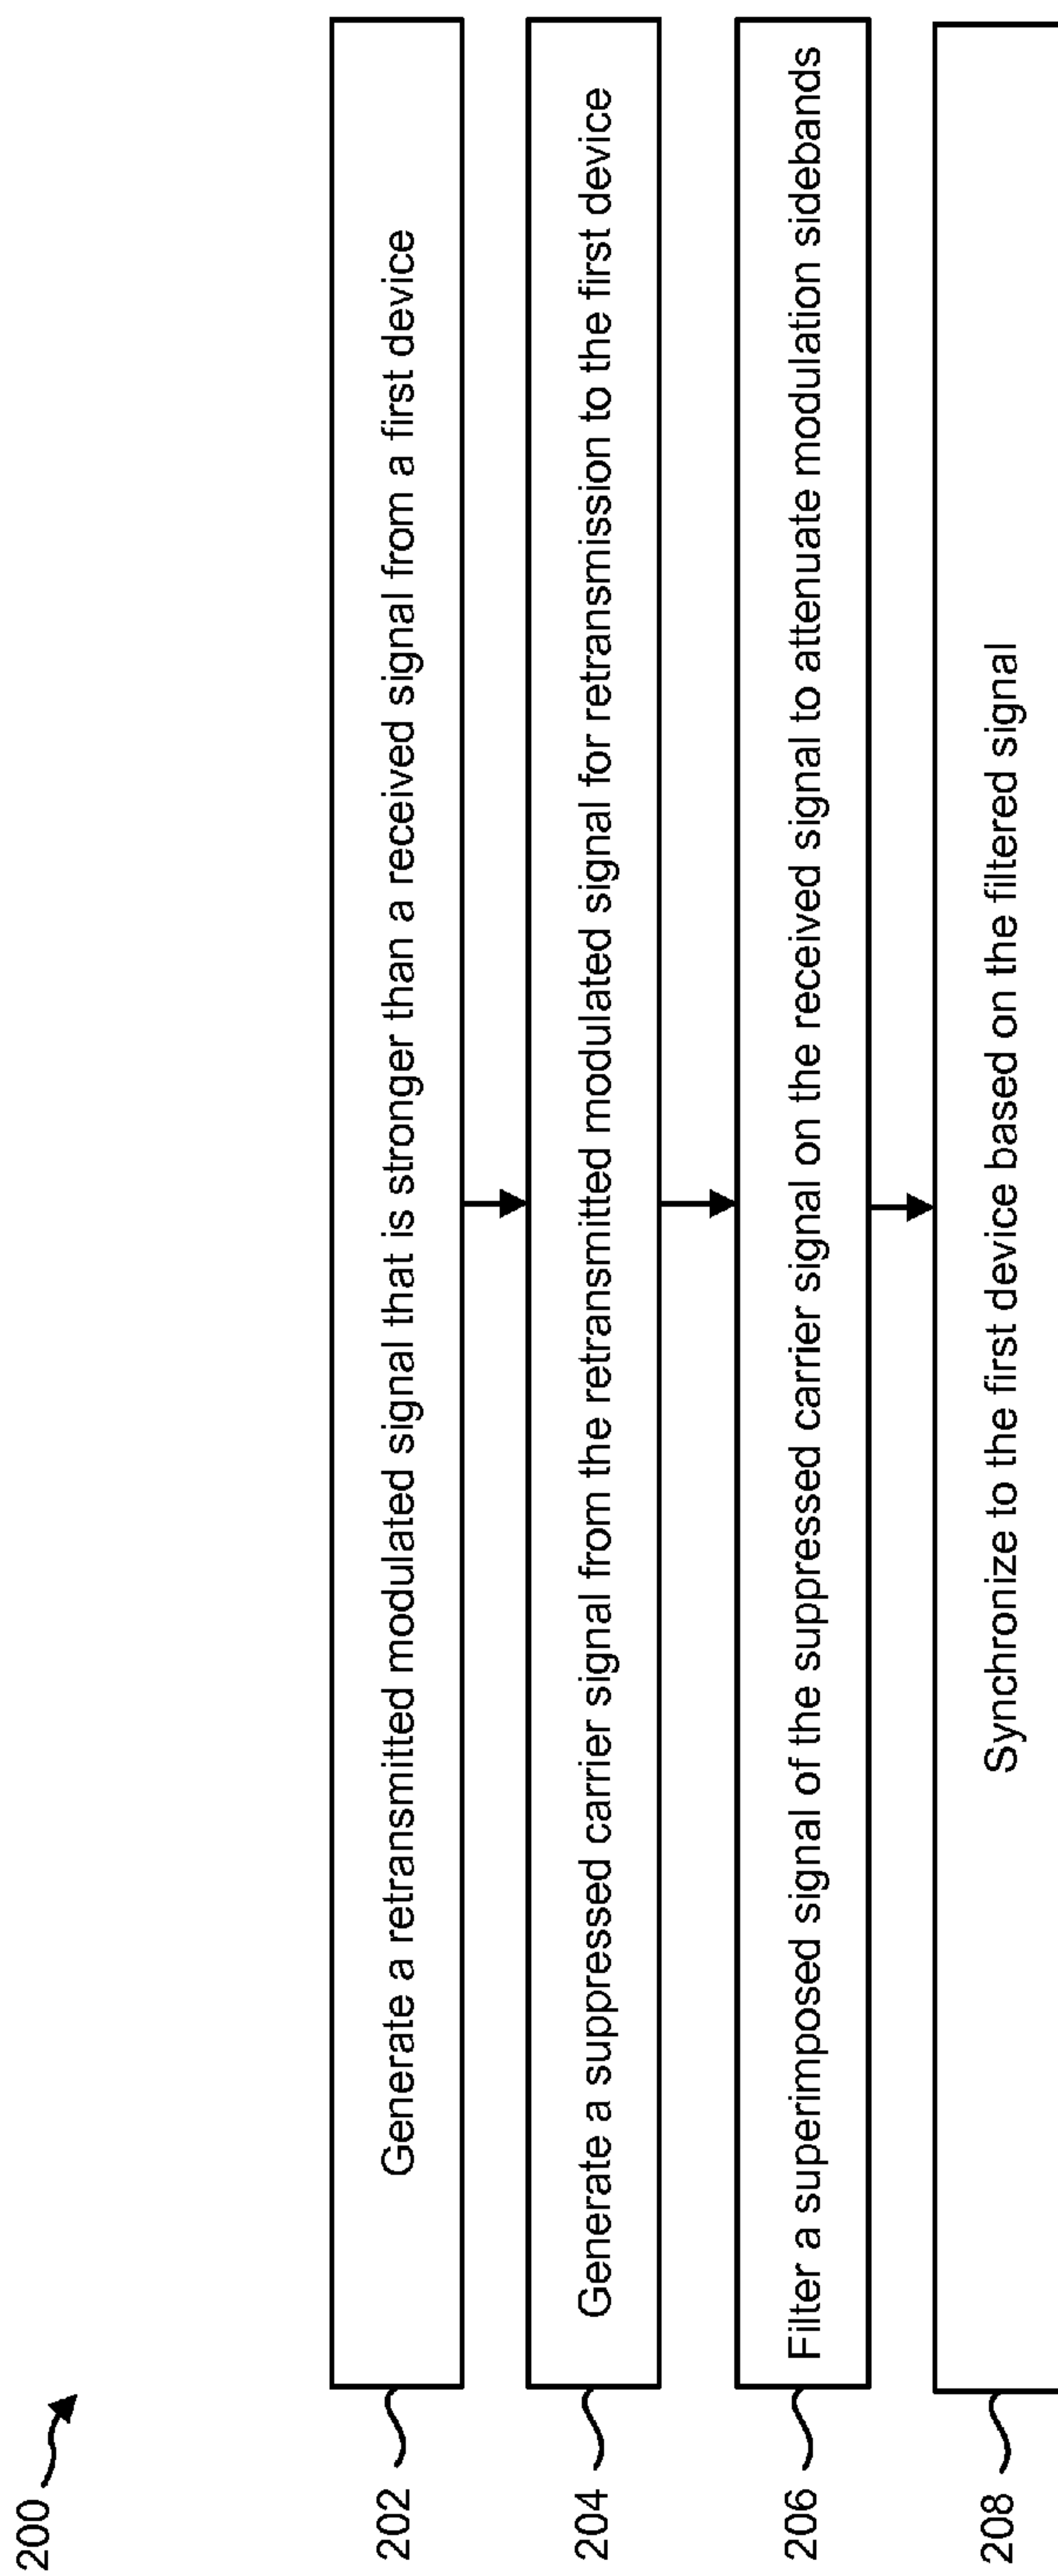 200
202
Generate a retransmitted modulated signal that is stronger than a received signal from a first device
204
Generate a suppressed carrier signal from the retransmitted modulated signal for retransmission to the first device
206
Filter a superimposed signal of the suppressed carrier signal on the received signal to attenuate modulation sidebands
208
Synchronize to the first device based on the filtered signal